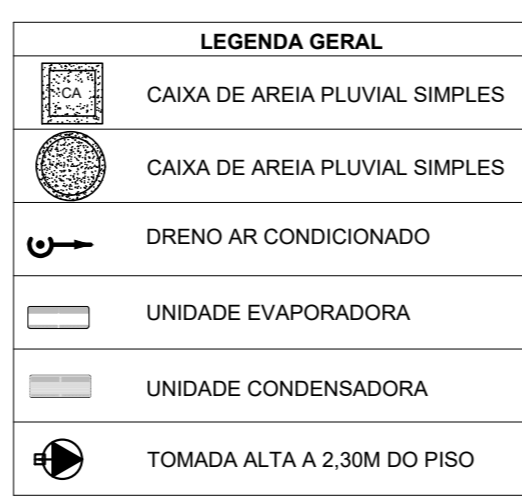 LEGENDA GERAL
CA
CAIXA DE AREIA PLUVIAL SIMPLES
CAIXA DE AREIA PLUVIAL SIMPLES
DRENO AR CONDICIONADO
UNIDADE EVAPORADORA
UNIDADE CONDENSADORA
TOMADA ALTA A 2,30M DO PISO